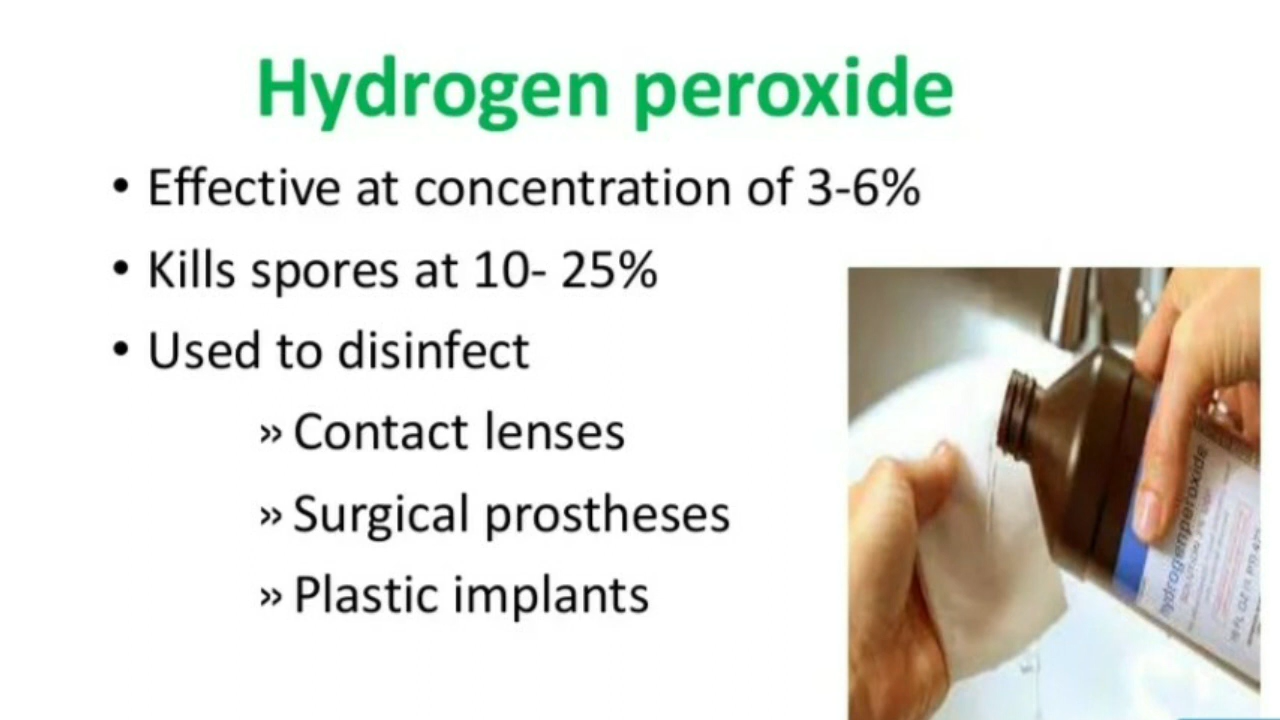 Hydrogen peroxide
• Effective at concentration of 3-6%
• Kills spores at 10- 25%
• Used to disinfect
» Contact lenses
» Surgical prostheses
» Plastic implants
hydrogenperoxide